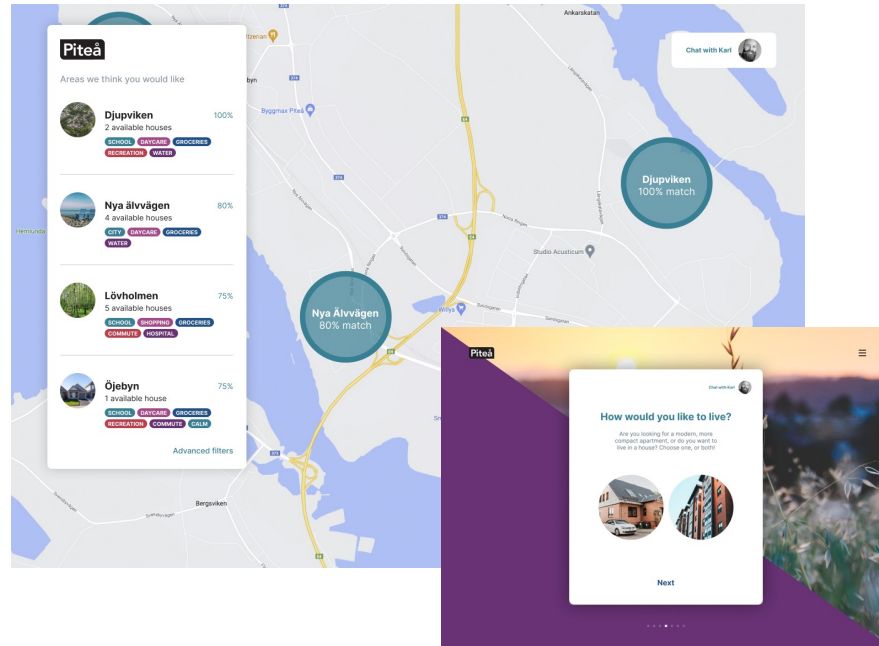 Piteå
Areas we think you would like
Djupviken
100%
2 available houses
SCHOOL DAYCARE GROCERIES
RECREATION WATER
Nya älvvägen
80%
4 available houses
CITY DAYCARE GROCERIES
WATER
Lövholmen
75%
5 available houses
SCHOOL SHOPPING GROCERIES
COMMUTE HOSPITAL
Öjebyn
75%
1 available house
SCHOOL DAYCARE GROCERIES
RECREATION COMMUTE CALM
Advanced filters
Ankarskatan
Chat with Karl
Byggmax Piteå
374
E4
Djupviken
100% match
Studio Acusticum
Nya Älvvägen
80% match
Willys
Bergsviken
Piteå
Chat with Karl
How would you like to live?
Are you looking for a modern, more
compact apartment, or do you want to
live in a house? Choose one, or both!
Next